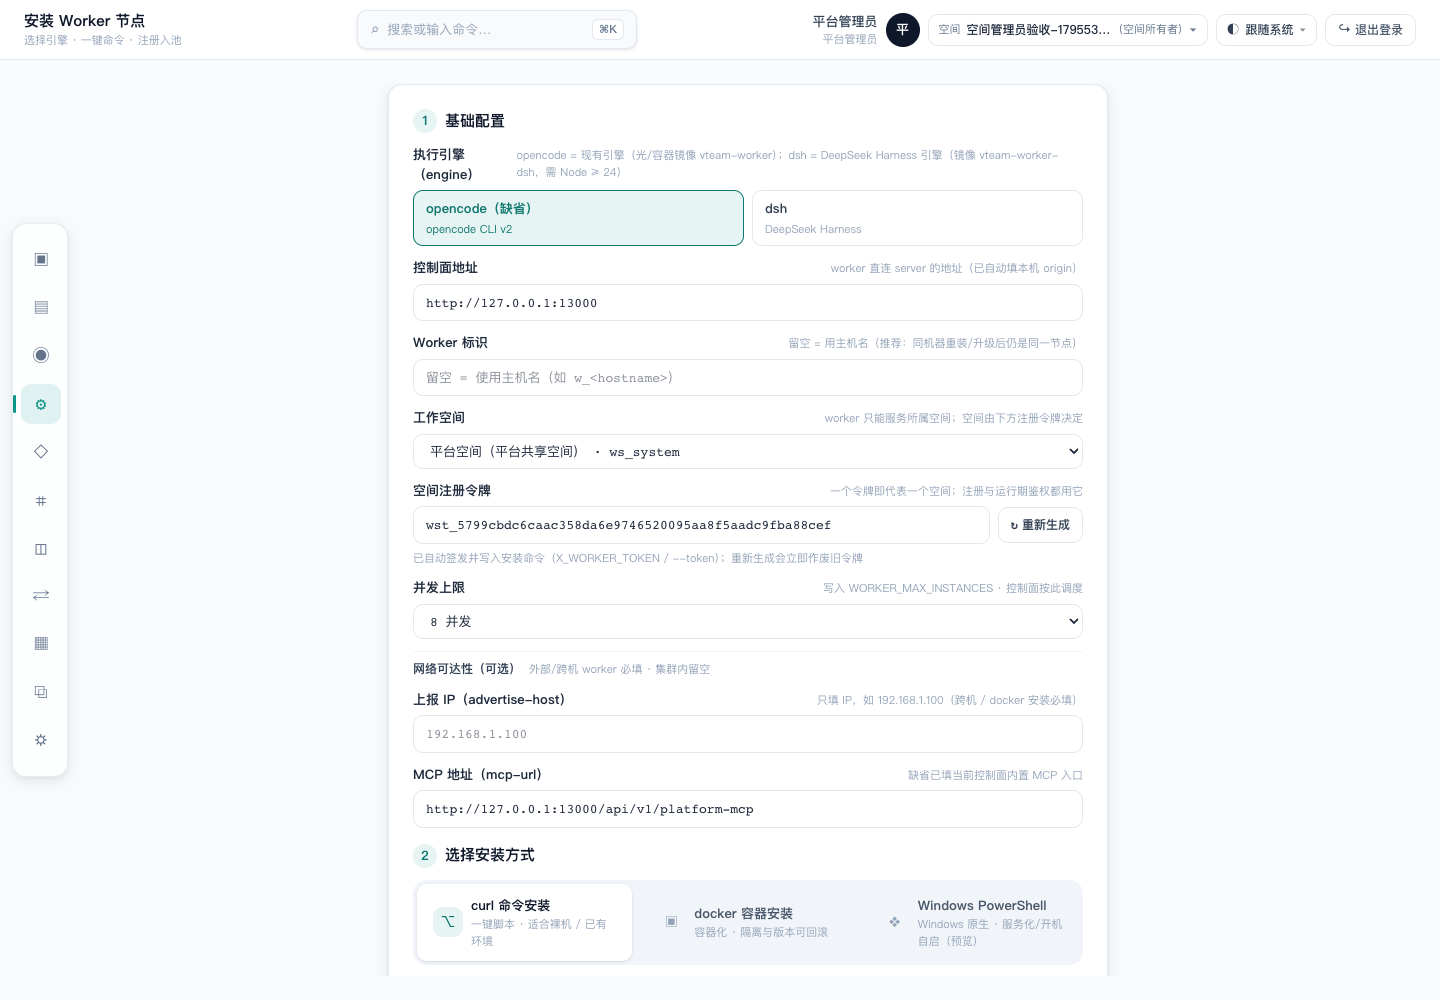 安装 Worker 节点
选择引擎 · 一键命令 · 注册入池
搜索或输入命令...
⌘K
平台管理员
平台管理员
平
空间 空间管理员验收-179553... (空间所有者)
跟随系统
退出登录
1 基础配置
执行引擎（engine）
opencode = 现有引擎（光/容器镜像 vteam-worker）；dsh = DeepSeek Harness 引擎（镜像 vteam-worker-dsh，需 Node ≥ 24）
opencode（缺省）
opencode CLI v2
dsh
DeepSeek Harness
控制面地址
worker 直连 server 的地址（已自动填本机 origin）
http://127.0.0.1:13000
Worker 标识
留空 = 用主机名（推荐：同机器重装/升级后仍是同一节点）
留空 = 使用主机名（如 w_<hostname>）
工作空间
worker 只能服务所属空间；空间由下方注册令牌决定
平台空间（平台共享空间） · ws_system
空间注册令牌
一个令牌即代表一个空间；注册与运行期鉴权都用它
wst_5799cbdc6caac358da6e9746520095aa8f5aadc9fba88cef
↻ 重新生成
已自动签发并写入安装命令（X_WORKER_TOKEN / --token）；重新生成会立即作废旧令牌
并发上限
写入 WORKER_MAX_INSTANCES · 控制面按此调度
8 并发
网络可达性（可选） 外部/跨机 worker 必填 · 集群内留空
上报 IP（advertise-host）
只填 IP，如 192.168.1.100（跨机 / docker 安装必填）
192.168.1.100
MCP 地址（mcp-url）
缺省已填当前控制面内置 MCP 入口
http://127.0.0.1:13000/api/v1/platform-mcp
2 选择安装方式
curl 命令安装
一键脚本 · 适合裸机 / 已有环境
docker 容器安装
容器化 · 隔离与版本可回滚
Windows PowerShell
Windows 原生 · 服务化/开机自启（预览）